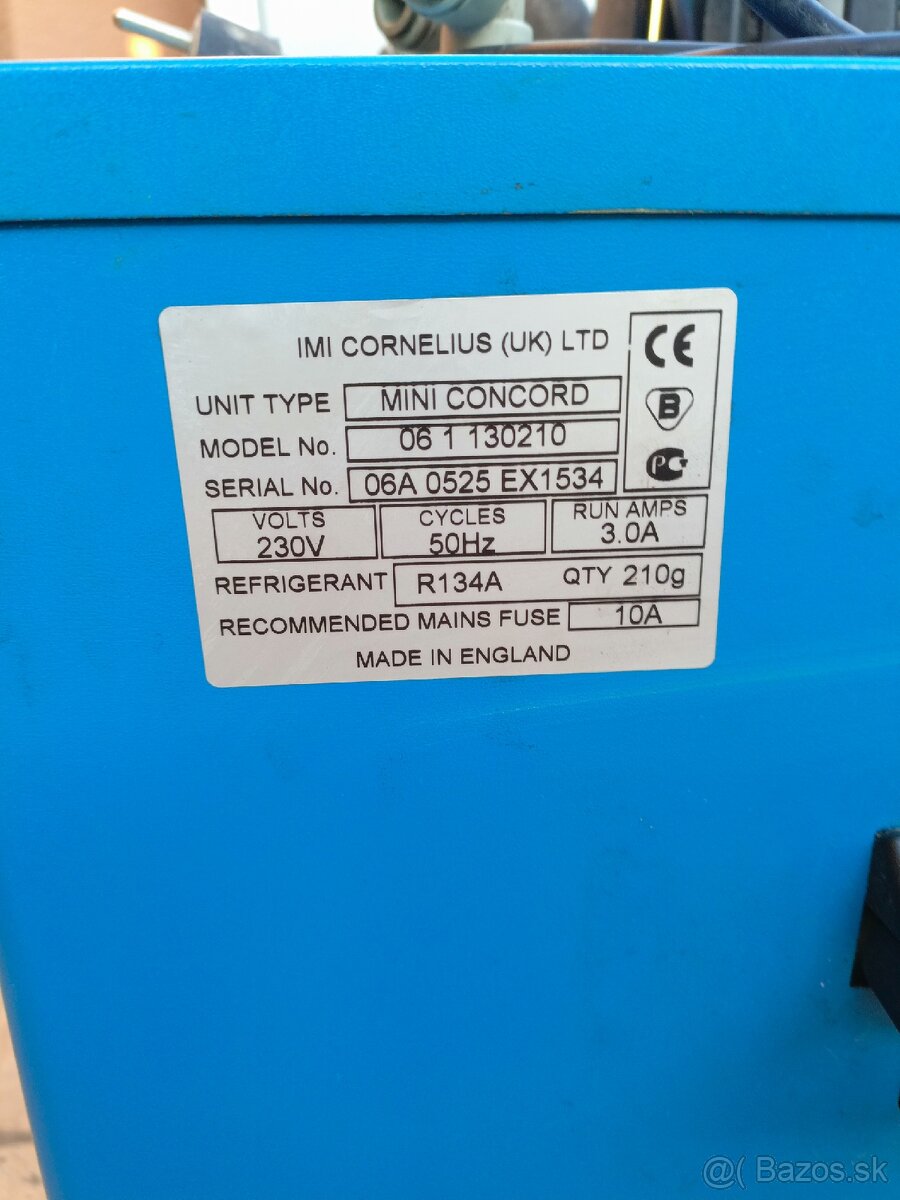 IMI CORNELIUS (UK) LTD
CE
UNIT TYPE MINI CONCORD
B
MODEL No. 06 1 130210
PC
SERIAL No. 06A 0525 EX1534
VOLTS CYCLES RUN AMPS
230V 50Hz 3.0A
REFRIGERANT R134A QTY 210g
RECOMMENDED MAINS FUSE 10A
MADE IN ENGLAND
@( Bazos.sk